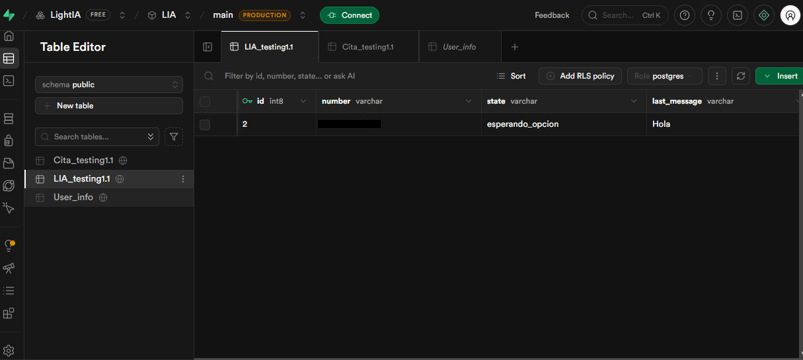 LightIA FREE / LIA / main PRODUCTION Connect Feedback Search... Ctrl K
Table Editor
LIA_testing1.1 Cita_testing1.1 User_info
schema public
New table
Search tables...
Cita_testing1.1
LIA_testing1.1
User_info
Filter by id, number, state... or ask AI Sort Add RLS policy Role postgres Insert
id int8 number varchar state varchar last_message varchar
2 esperando_opcion Hola